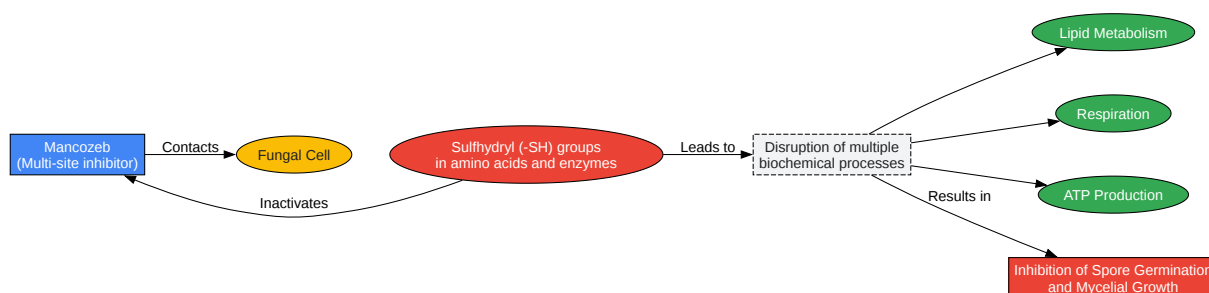 Lipid Metabolism
Respiration
Mancozeb
(Multi-site inhibitor)
Contacts
Fungal Cell
Sulfhydryl (-SH) groups
in amino acids and enzymes
Leads to
Disruption of multiple
biochemical processes
Inactivates
ATP Production
Results in
Inhibition of Spore Germination
and Mycelial Growth